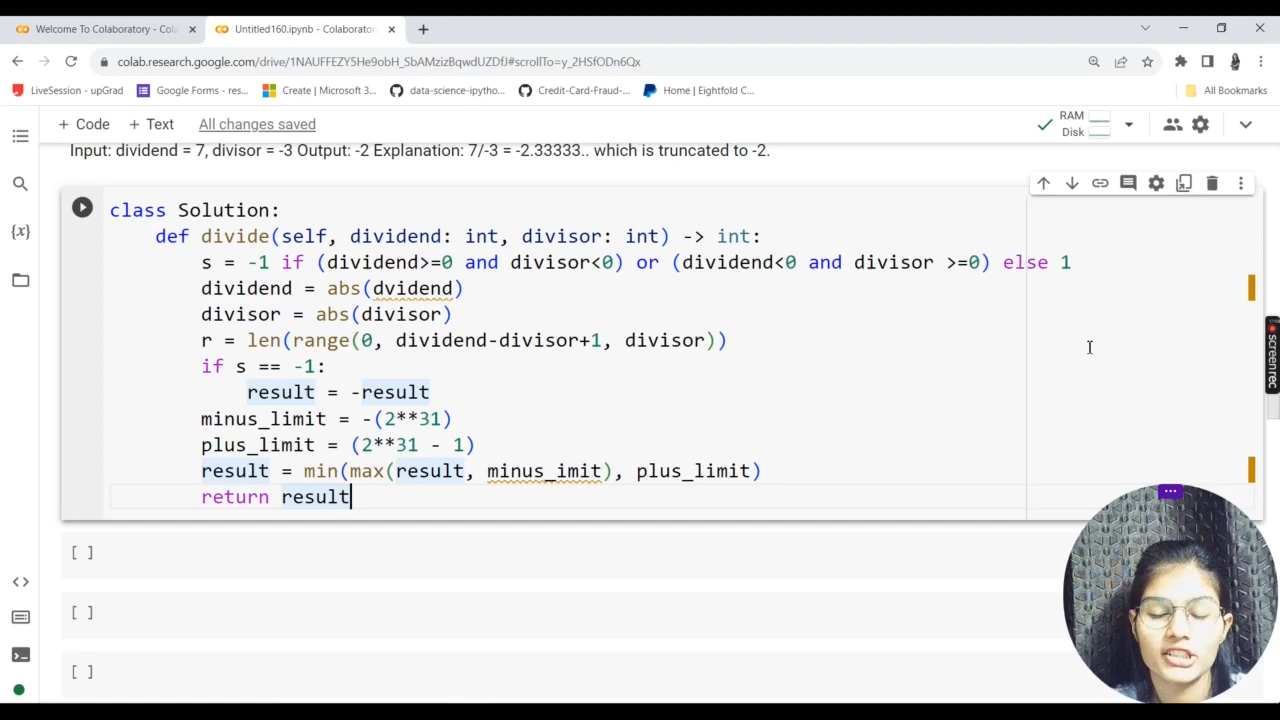 Welcome To Colaboratory - Cola
Untitled160.ipynb - Colaborator
colab.research.google.com/drive/1NAUFFEZY5He9obH_SbAMzizBqwdUZDfJ#scrollTo=y_2HSfODn6Qx
LiveSession - upGrad
Google Forms - res...
Create | Microsoft 3...
data-science-ipytho...
Credit-Card-Fraud-...
Home | Eightfold C...
All Bookmarks
+ Code
+ Text
All changes saved
RAM
Disk
Input: dividend = 7, divisor = -3 Output: -2 Explanation: 7/-3 = -2.33333.. which is truncated to -2.
class Solution:
def divide(self, dividend: int, divisor: int) -> int:
s = -1 if (dividend>=0 and divisor<0) or (dividend<0 and divisor >=0) else 1
dividend = abs(dvidend)
divisor = abs(divisor)
r = len(range(0, dividend-divisor+1, divisor))
if s == -1:
result = -result
minus_limit = -(2**31)
plus_limit = (2**31 - 1)
result = min(max(result, minus_imit), plus_limit)
return result
[ ]
[ ]
[ ]
{x}
screenrec